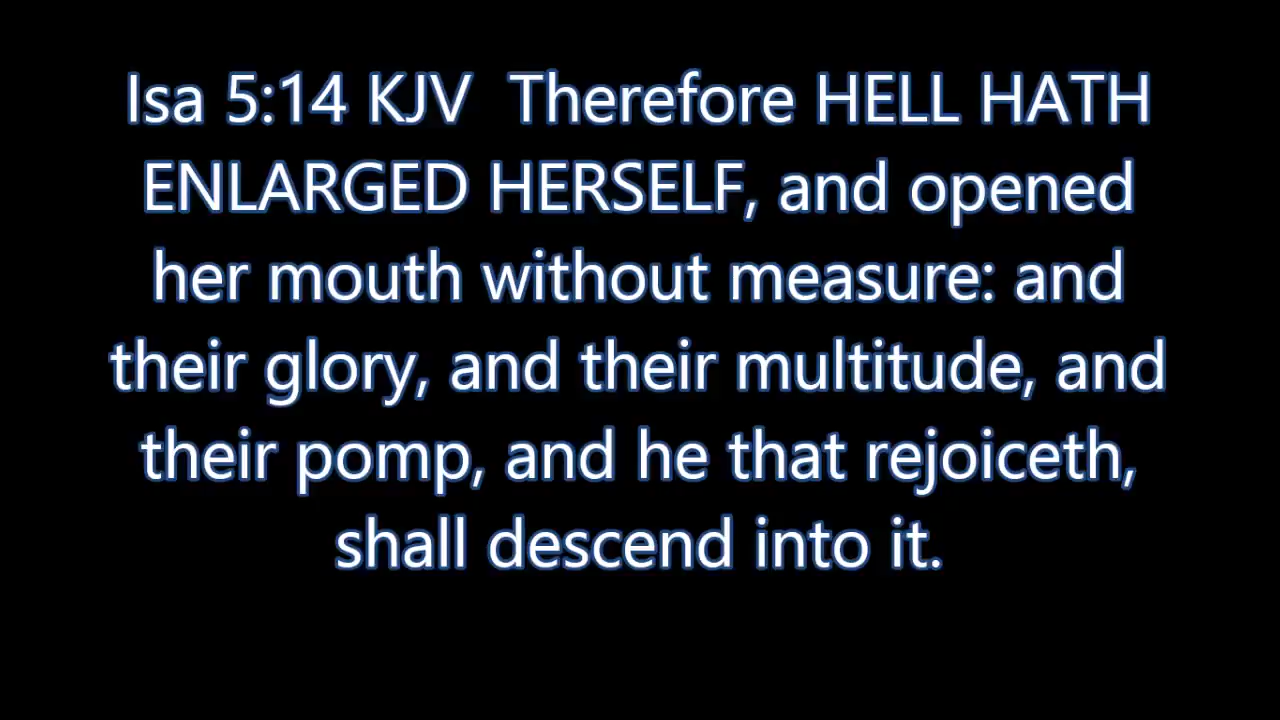 Isa 5:14 KJV  Therefore HELL HATH
ENLARGED HERSELF, and opened
her mouth without measure: and
their glory, and their multitude, and
their pomp, and he that rejoiceth,
shall descend into it.